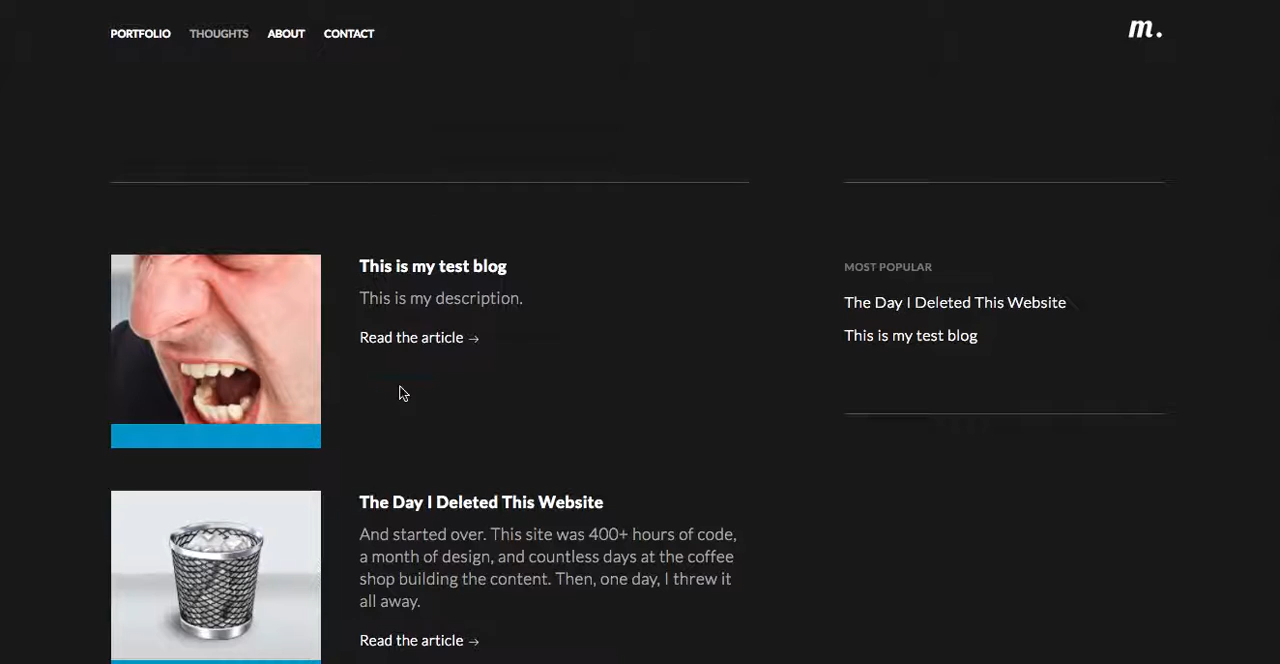 PORTFOLIO THOUGHTS ABOUT CONTACT
m.
This is my test blog
This is my description.
Read the article →
The Day I Deleted This Website
And started over. This site was 400+ hours of code,
a month of design, and countless days at the coffee
shop building the content. Then, one day, I threw it
all away.
Read the article →
MOST POPULAR
The Day I Deleted This Website
This is my test blog